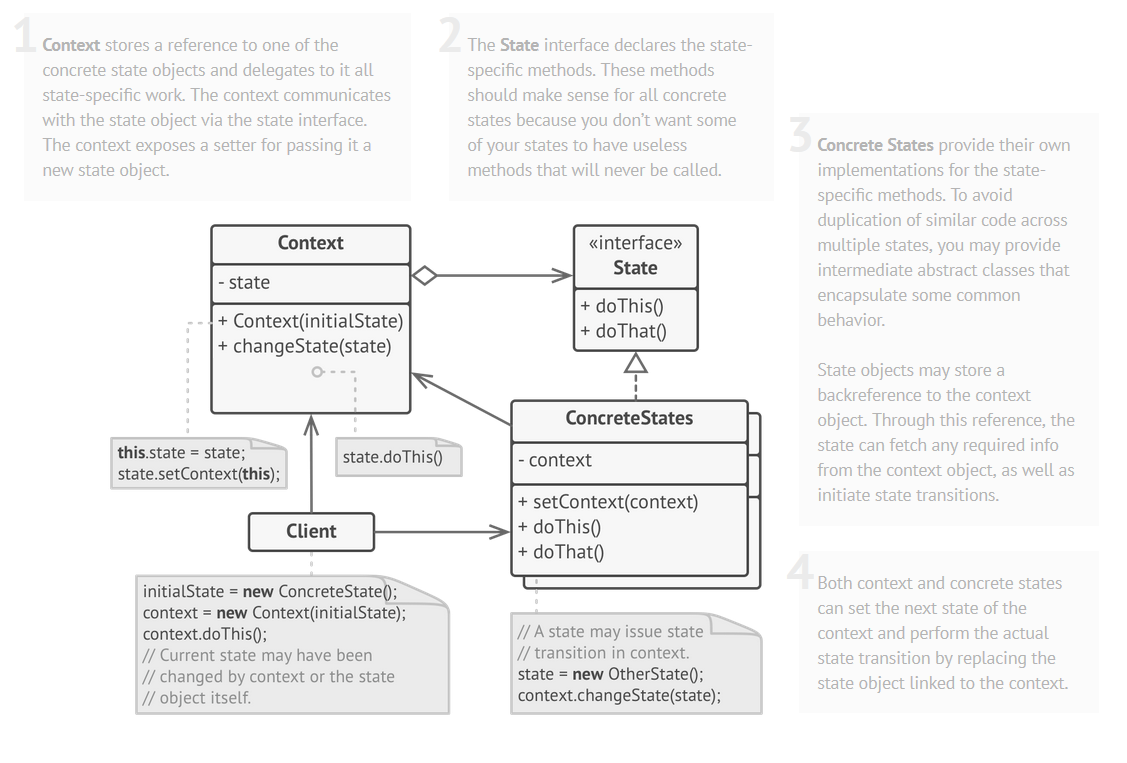 1
Context stores a reference to one of the
concrete state objects and delegates to it all
state-specific work. The context communicates
with the state object via the state interface.
The context exposes a setter for passing it a
new state object.
2
The State interface declares the state-
specific methods. These methods
should make sense for all concrete
states because you don’t want some
of your states to have useless
methods that will never be called.
3
Concrete States provide their own
implementations for the state-
specific methods. To avoid
duplication of similar code across
multiple states, you may provide
intermediate abstract classes that
encapsulate some common
behavior.
State objects may store a
backreference to the context
object. Through this reference, the
state can fetch any required info
from the context object, as well as
initiate state transitions.
Context
- state
+ Context(initialState)
+ changeState(state)
«interface»
State
+ doThis()
+ doThat()
this.state = state;
state.setContext(this);
state.doThis()
ConcreteStates
- context
+ setContext(context)
+ doThis()
+ doThat()
Client
initialState = new ConcreteState();
context = new Context(initialState);
context.doThis();
// Current state may have been
// changed by context or the state
// object itself.
// A state may issue state
// transition in context.
state = new OtherState();
context.changeState(state);
4
Both context and concrete states
can set the next state of the
context and perform the actual
state transition by replacing the
state object linked to the context.